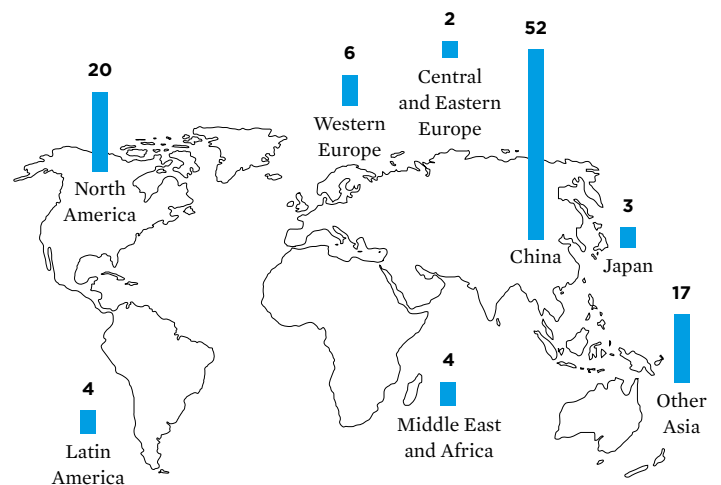 2
52
6
Central
and Eastern
Europe
20
Western
Europe
North
America
3
China
Japan
17
4
4
Other
Asia
Middle East
and Africa
Latin
America